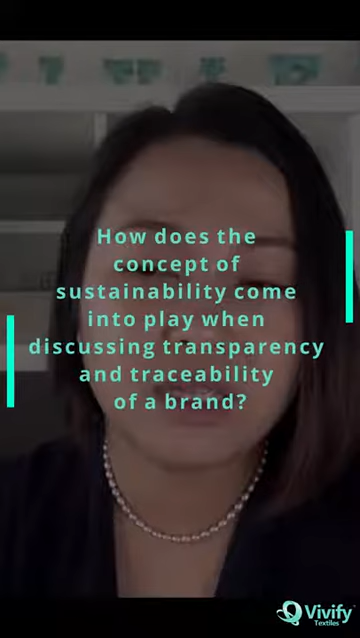 How does the
concept of
sustainability come
into play when
discussing transparency
and traceability
of a brand?
Vivify
Textiles